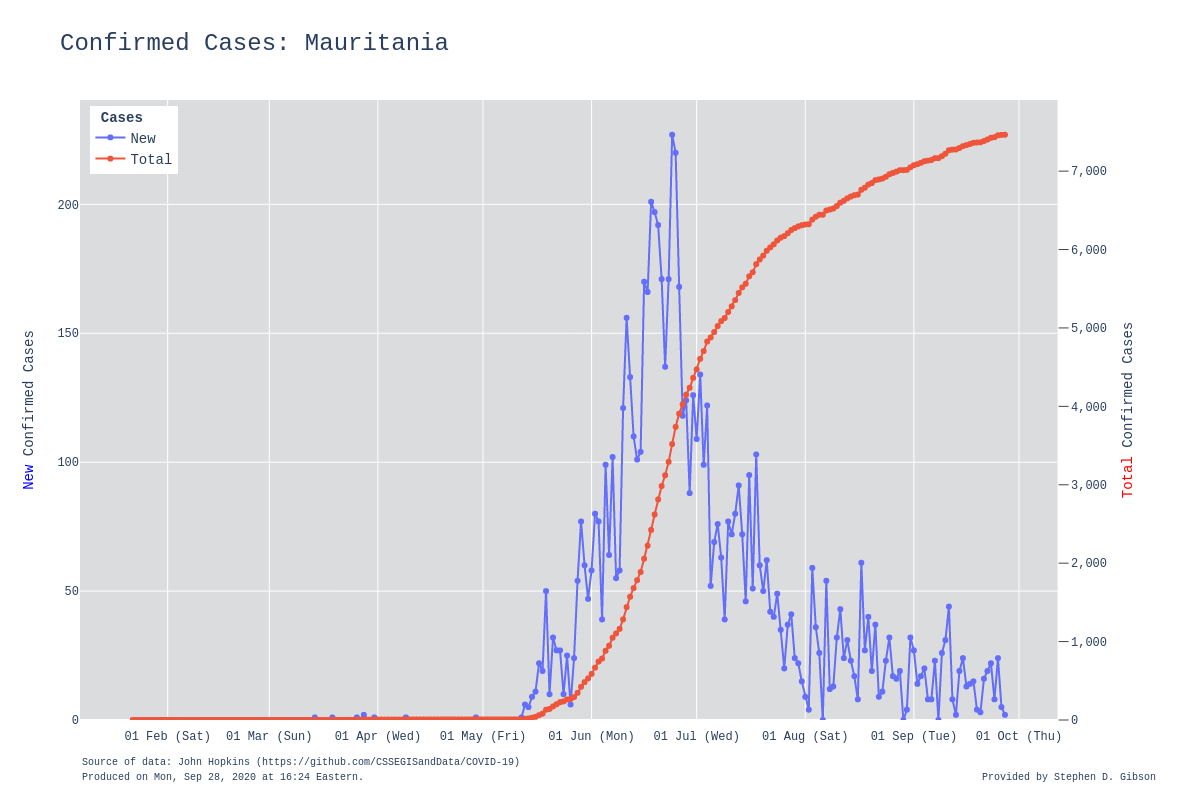 Confirmed Cases: Mauritania
Cases
New
Total
200
150
100
50
0
7,000
6,000
5,000
4,000
3,000
2,000
1,000
0
New Confirmed Cases
Total Confirmed Cases
01 Feb (Sat) 01 Mar (Sun) 01 Apr (Wed) 01 May (Fri) 01 Jun (Mon) 01 Jul (Wed) 01 Aug (Sat) 01 Sep (Tue) 01 Oct (Thu)
Source of data: John Hopkins (https://github.com/CSSEGISandData/COVID-19)
Produced on Mon, Sep 28, 2020 at 16:24 Eastern.
Provided by Stephen D. Gibson